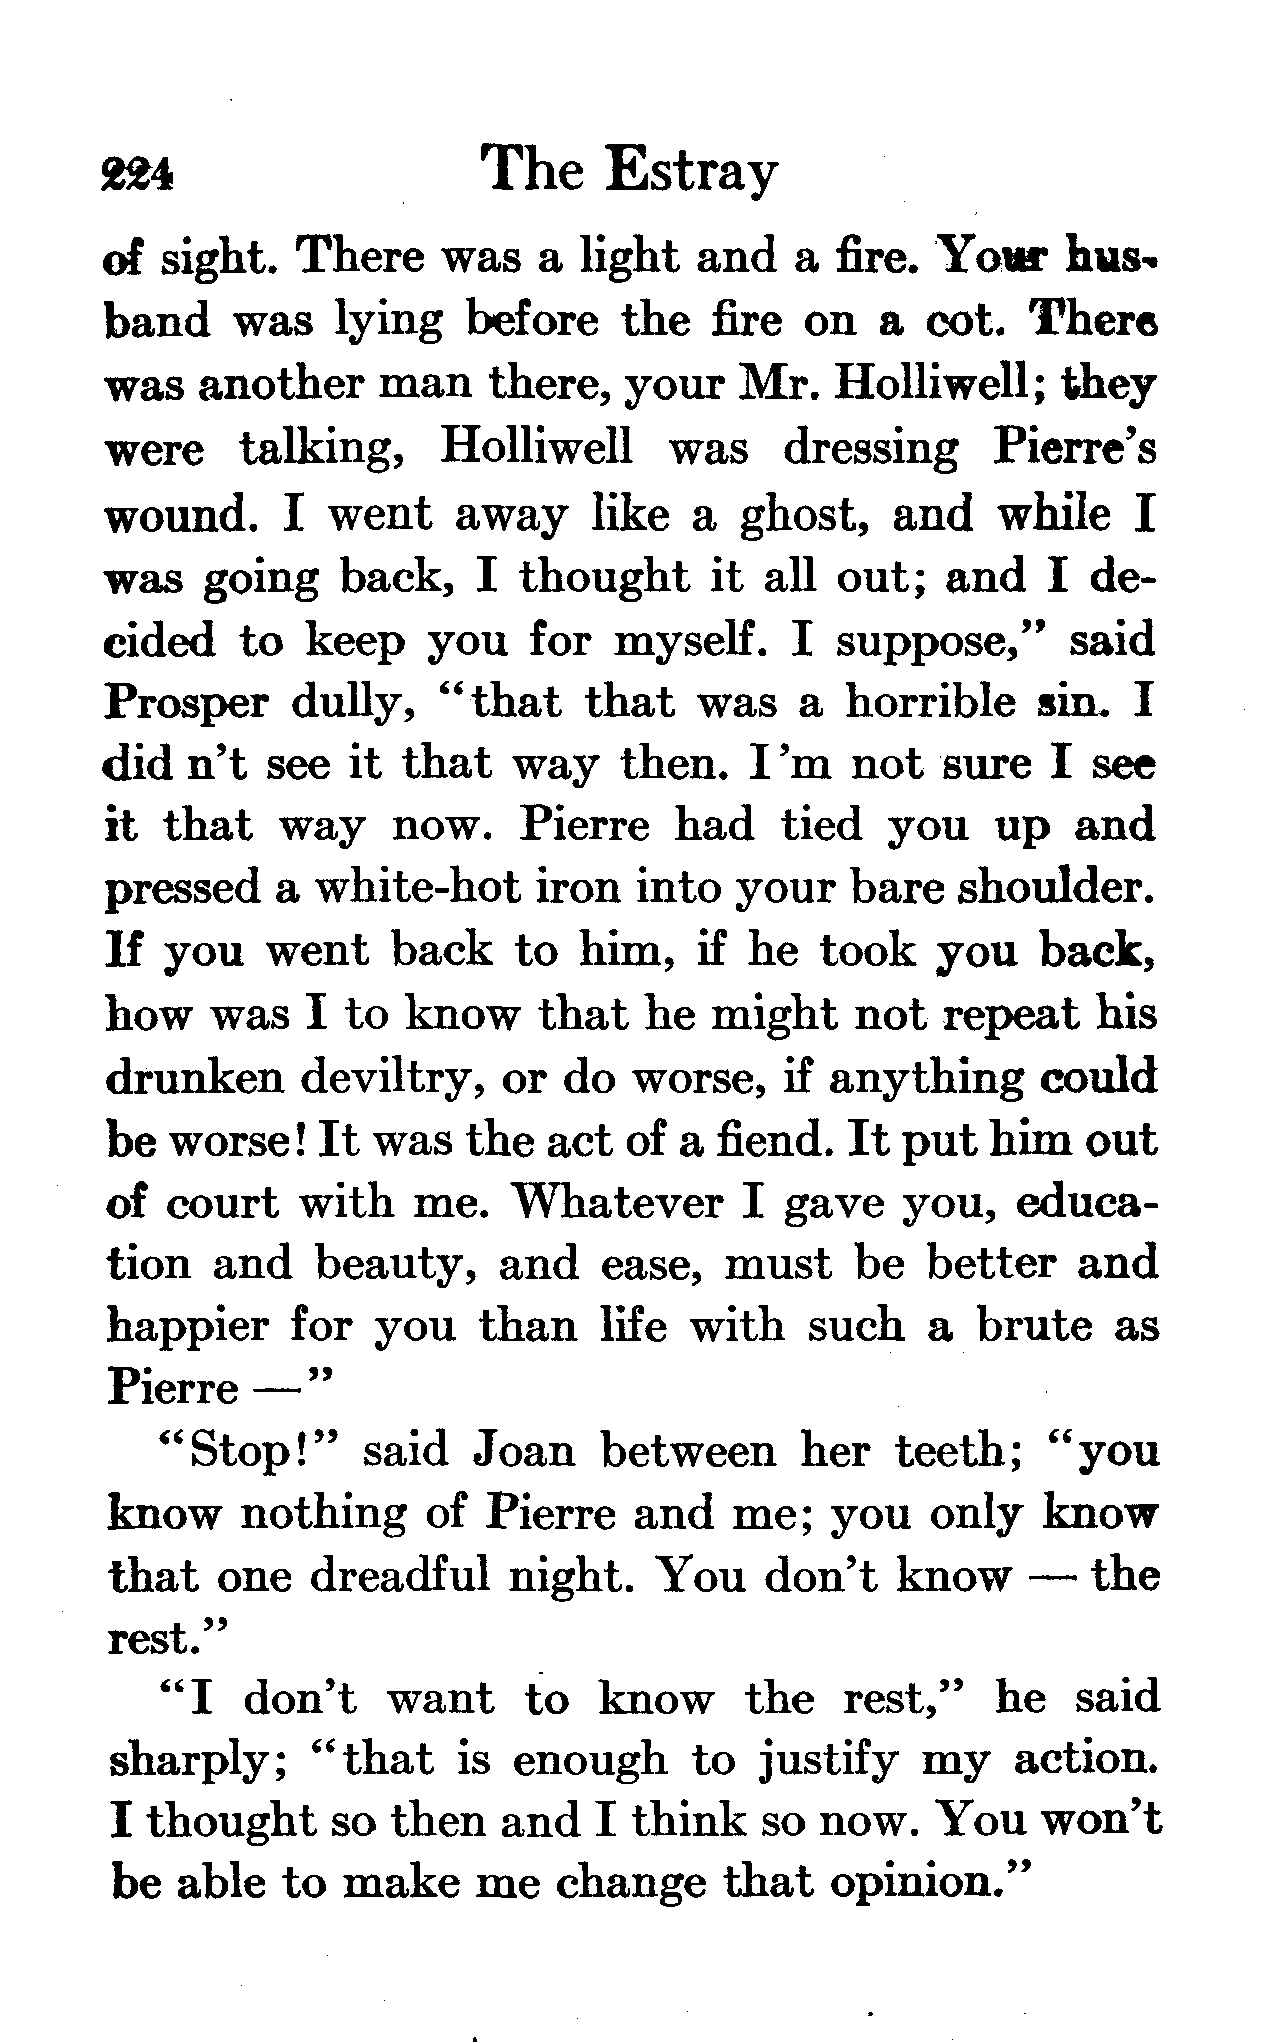 224 The Estray
of sight. There was a light and a fire. Your hus-
band was lying before the fire on a cot. There
was another man there, your Mr. Holliwell; they
were talking, Holliwell was dressing Pierre's
wound. I went away like a ghost, and while I
was going back, I thought it all out; and I de-
cided to keep you for myself. I suppose," said
Prosper dully, "that that was a horrible sin. I
did n't see it that way then. I 'm not sure I see
it that way now. Pierre had tied you up and
pressed a white-hot iron into your bare shoulder.
If you went back to him, if he took you back,
how was I to know that he might not repeat his
drunken deviltry, or do worse, if anything could
be worse! It was the act of a fiend. It put him out
of court with me. Whatever I gave you, educa-
tion and beauty, and ease, must be better and
happier for you than life with such a brute as
Pierre —"
"Stop!" said Joan between her teeth; "you
know nothing of Pierre and me; you only know
that one dreadful night. You don't know — the
rest."
"I don't want to know the rest," he said
sharply; "that is enough to justify my action.
I thought so then and I think so now. You won't
be able to make me change that opinion."